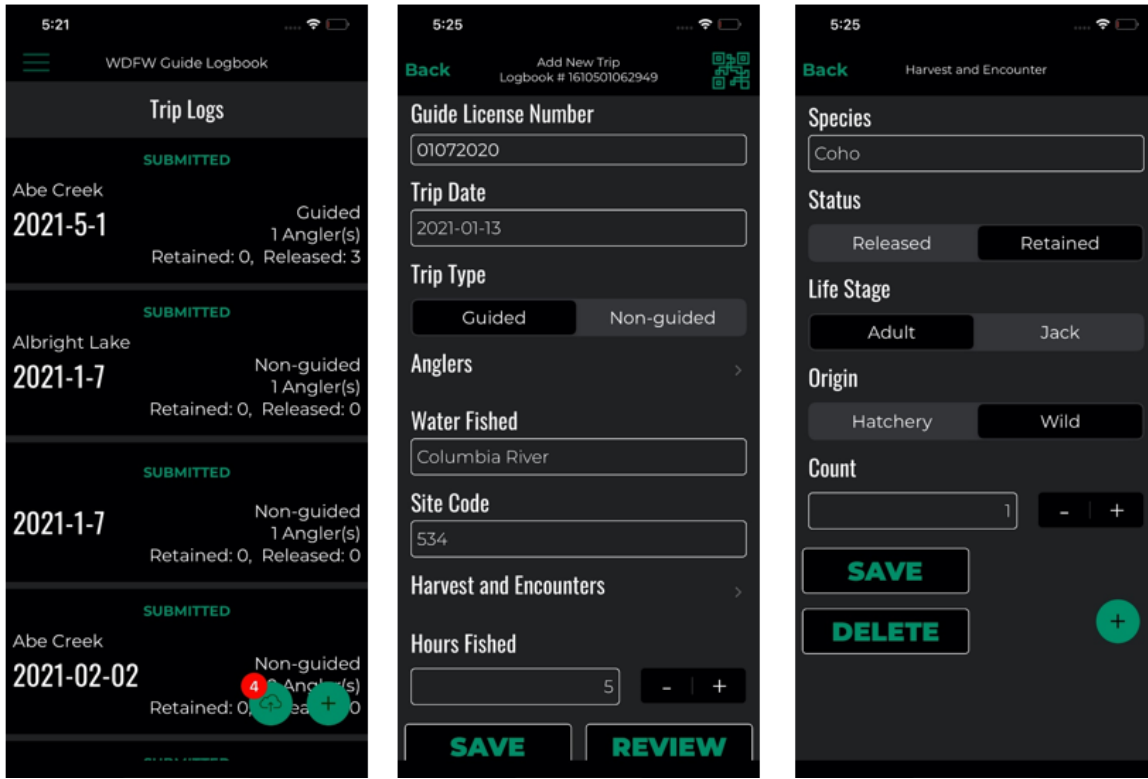 5:21
WDFW Guide Logbook
Trip Logs
SUBMITTED
Abe Creek
2021-5-1
Guided
1 Angler(s)
Retained: 0, Released: 3
SUBMITTED
Albright Lake
2021-1-7
Non-guided
1 Angler(s)
Retained: 0, Released: 0
SUBMITTED
2021-1-7
Non-guided
1 Angler(s)
Retained: 0, Released: 0
SUBMITTED
Abe Creek
2021-02-02
Non-guided
4
Retained: 0
+
5:25
Back
Add New Trip
Logbook # 1610501062949
Guide License Number
01072020
Trip Date
2021-01-13
Trip Type
Guided Non-guided
Anglers >
Water Fished
Columbia River
Site Code
534
Harvest and Encounters >
Hours Fished
5 - +
SAVE REVIEW
5:25
Back
Harvest and Encounter
Species
Coho
Status
Released Retained
Life Stage
Adult Jack
Origin
Hatchery Wild
Count
1 - +
SAVE
DELETE
+